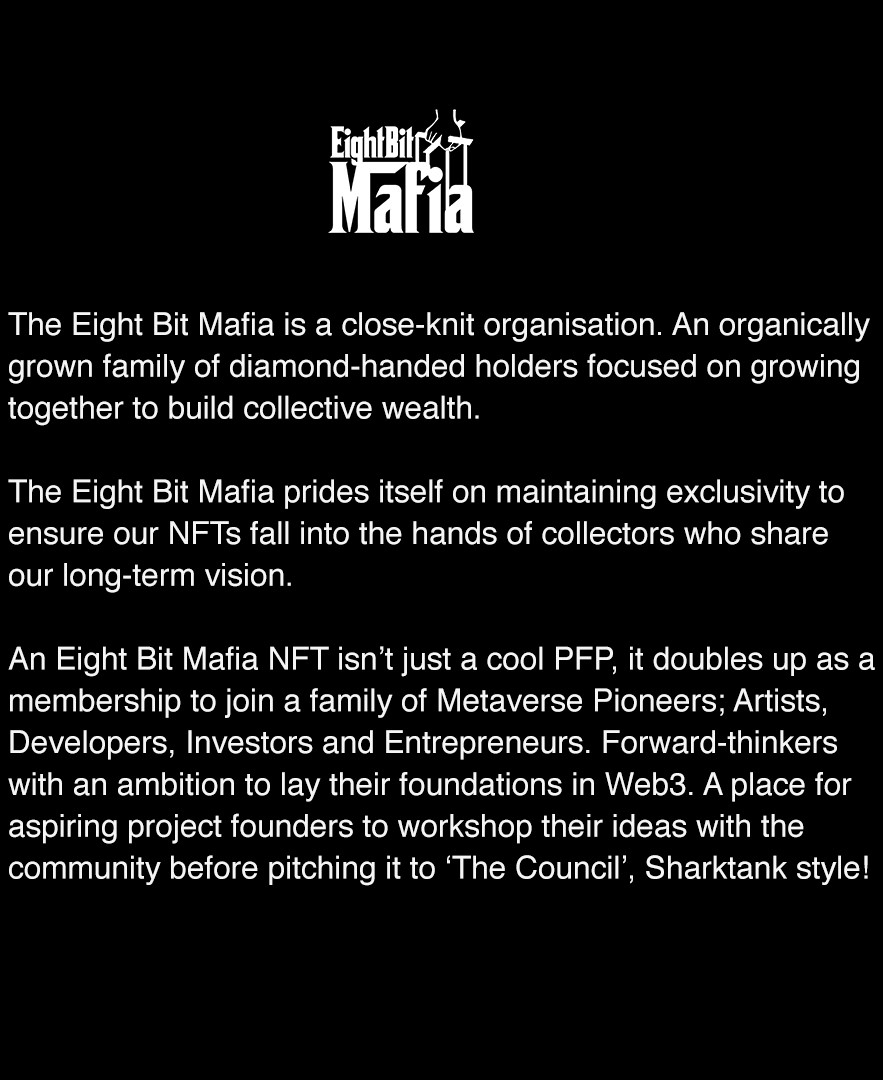 EightBit
Mafia
The Eight Bit Mafia is a close-knit organisation. An organically
grown family of diamond-handed holders focused on growing
together to build collective wealth.
The Eight Bit Mafia prides itself on maintaining exclusivity to
ensure our NFTs fall into the hands of collectors who share
our long-term vision.
An Eight Bit Mafia NFT isn’t just a cool PFP, it doubles up as a
membership to join a family of Metaverse Pioneers; Artists,
Developers, Investors and Entrepreneurs. Forward-thinkers
with an ambition to lay their foundations in Web3. A place for
aspiring project founders to workshop their ideas with the
community before pitching it to ‘The Council’, Sharktank style!